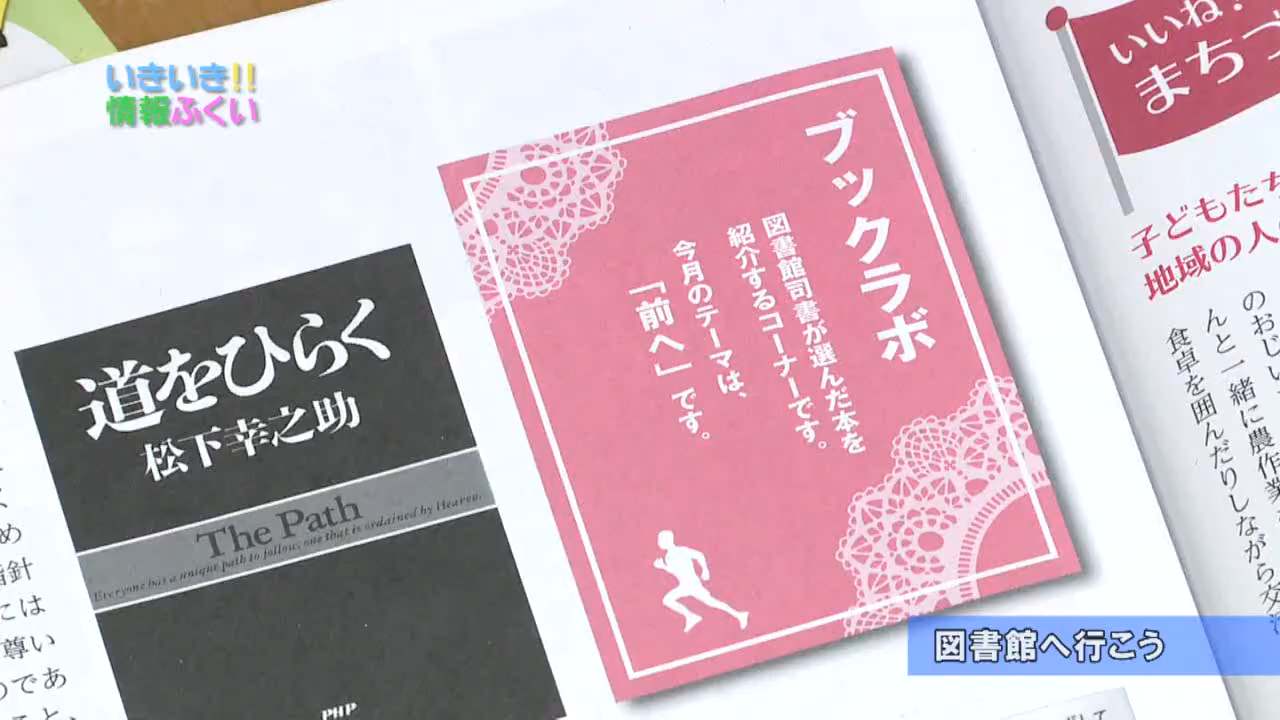 いきいき!!
情報ふくい
道をひらく
松下幸之助
The Path
Everyone has a unique path to follow, one that is ordained by Heaven.
PHP
ブックラボ
図書館司書が選んだ本を
紹介するコーナーです。
今月のテーマは、
「前へ」です。
いいね!
まちづ
子どもたち
地域の人
のおじい
んと一緒に農作業
食卓を囲んだりしながら交
め
指針
には
尊い
のであ
図書館へ行こう